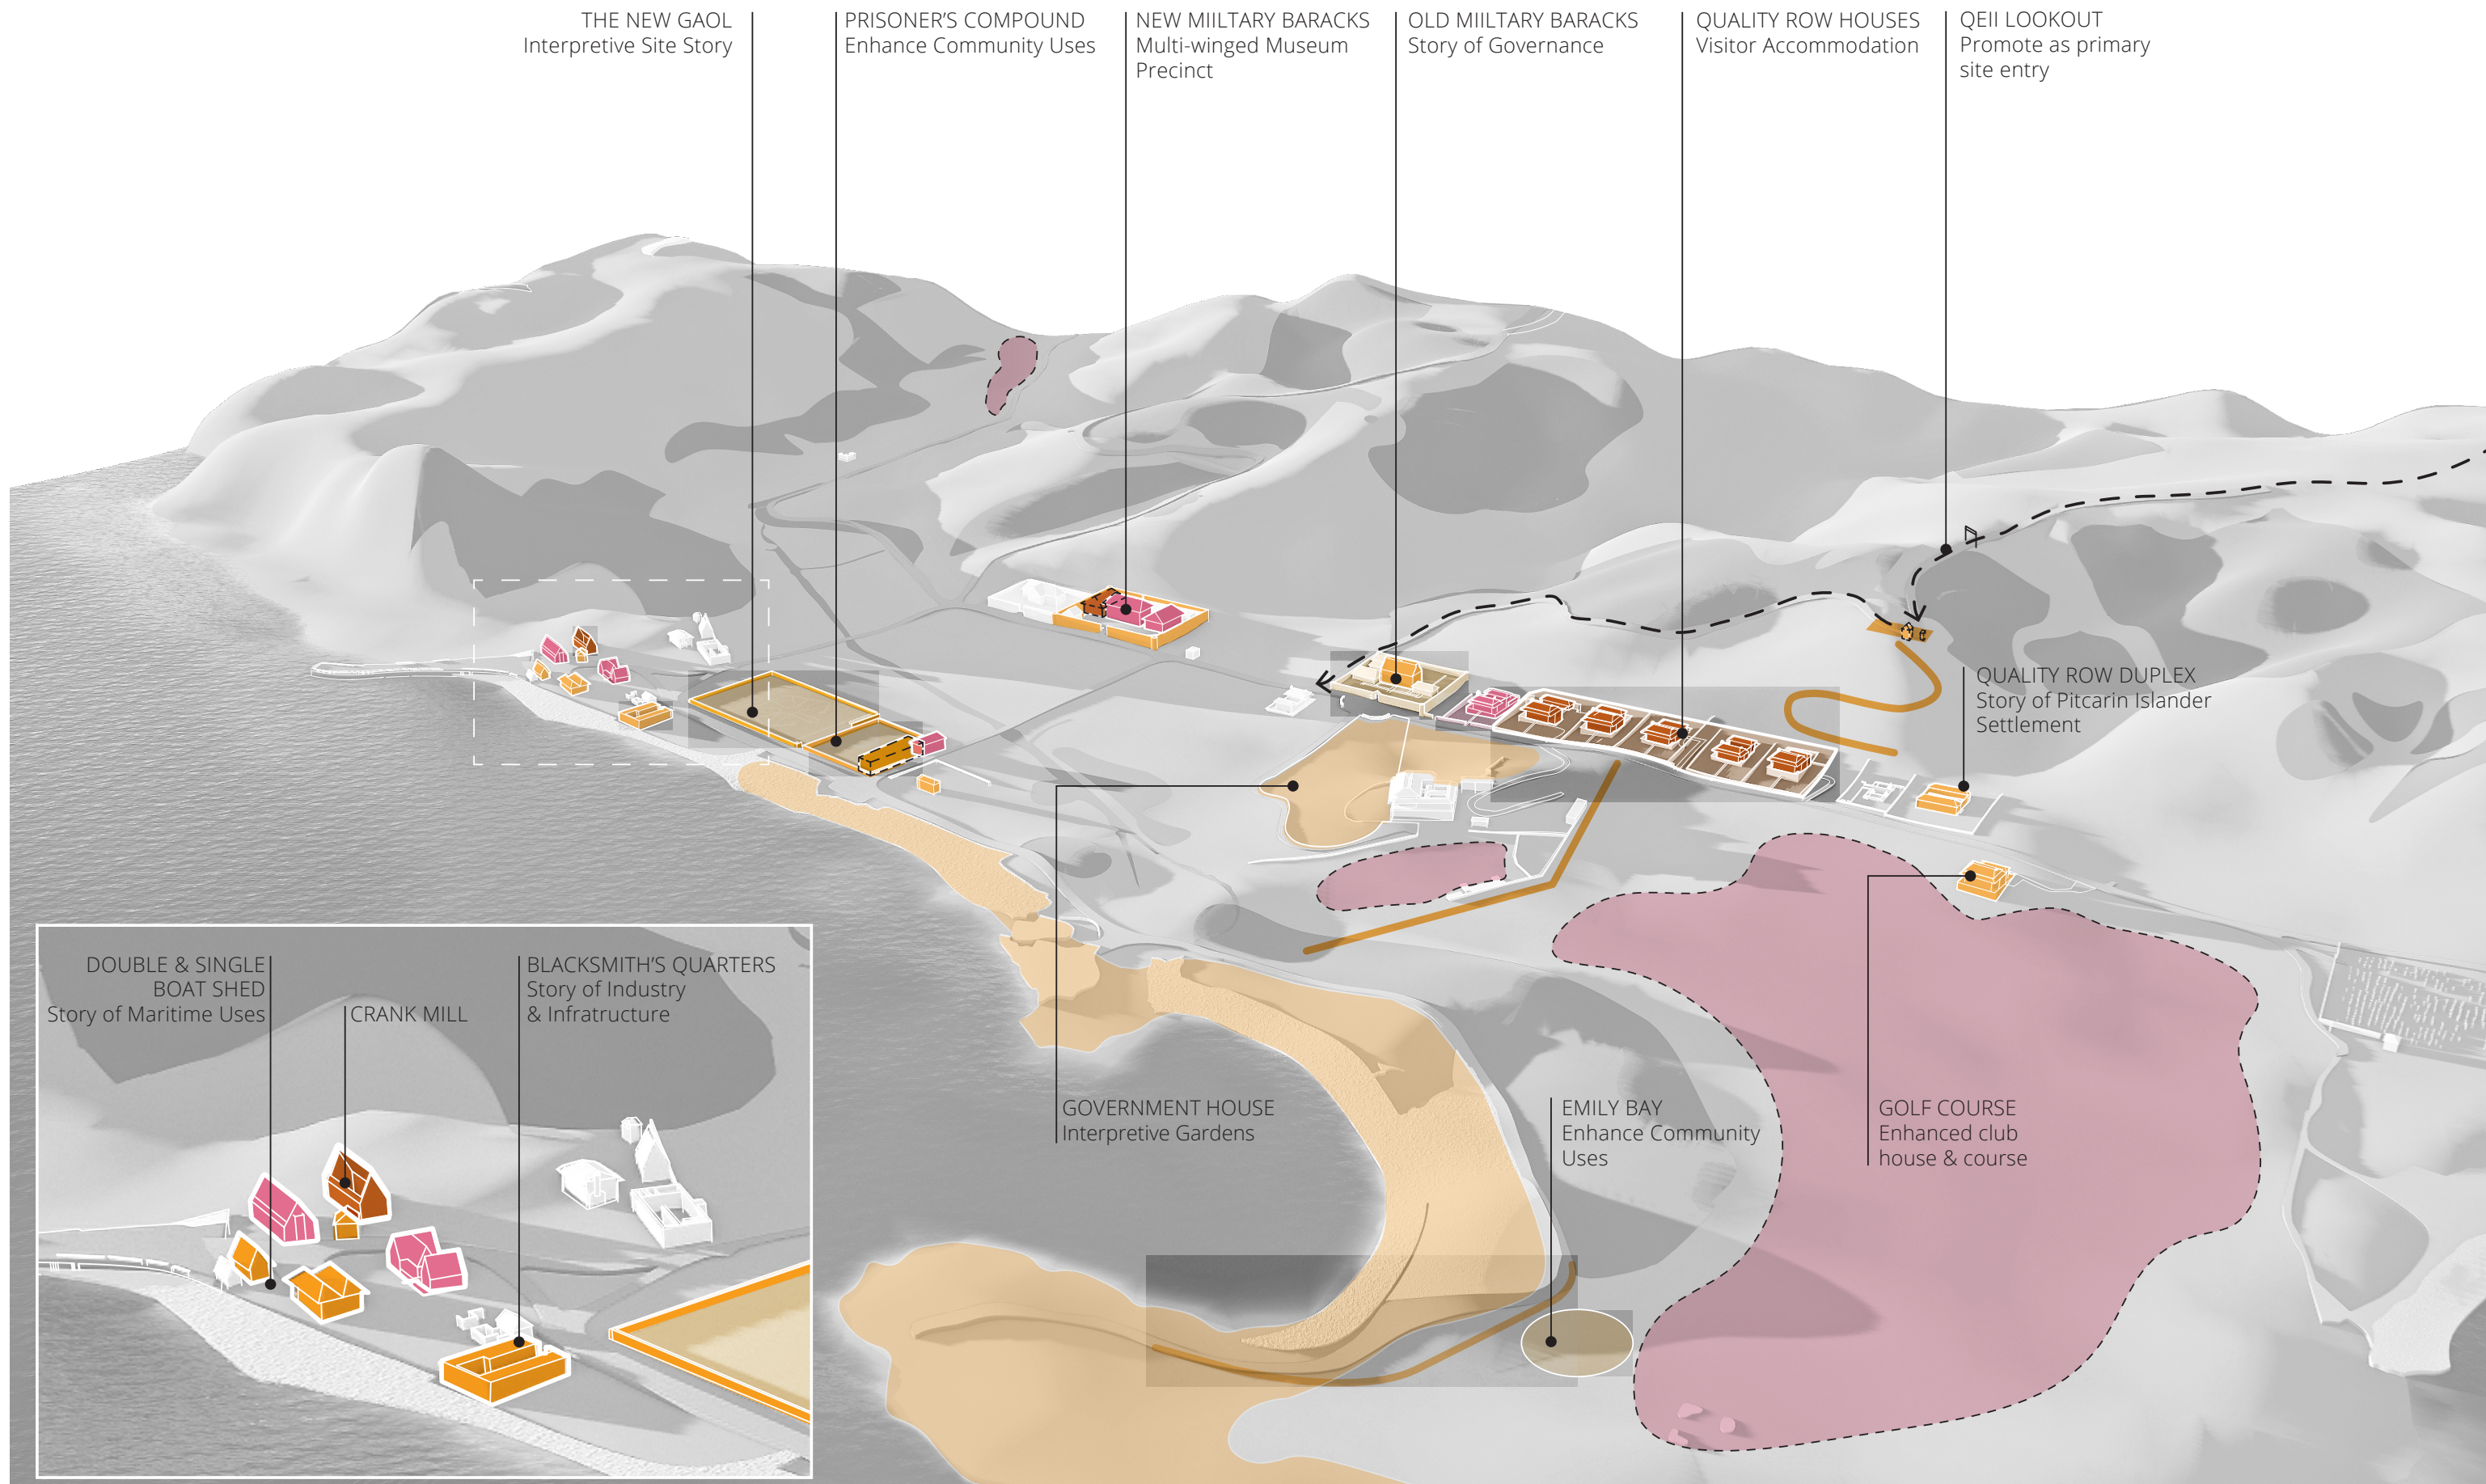 THE NEW GAOL
Interpretive Site Story
PRISONER'S COMPOUND
Enhance Community Uses
NEW MIILTARY BARACKS
Multi-winged Museum
Precinct
OLD MIILTARY BARACKS
Story of Governance
QUALITY ROW HOUSES
Visitor Accommodation
QEII LOOKOUT
Promote as primary
site entry
QUALITY ROW DUPLEX
Story of Pitcarin Islander
Settlement
DOUBLE & SINGLE
BOAT SHED
Story of Maritime Uses
CRANK MILL
BLACKSMITH'S QUARTERS
Story of Industry
& Infratructure
GOVERNMENT HOUSE
Interpretive Gardens
EMILY BAY
Enhance Community
Uses
GOLF COURSE
Enhanced club
house & course